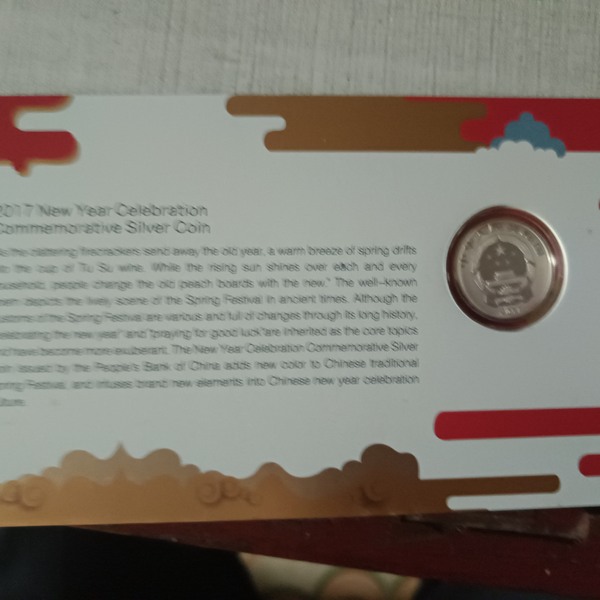 2017 New Year Celebration
Commemorative Silver Coin
the clattering firecrackers send away the old year, a warm breeze of spring drifts
the cup of Tu Su wine. While the rising sun shines over each and every
household, people change the old peach boards with the new." The well-known
depicts the lively scene of the Spring Festival in ancient times. Although the
customs of the Spring Festival are various and full of changes through its long history,
"celebrating the new year" and "praying for good luck" are inherited as the core topics
and have become more exuberant. The New Year Celebration Commemorative Silver
issued by the People's Bank of China adds new color to Chinese traditional
Spring Festival, and infuses brand new elements into Chinese new year celebration
culture.